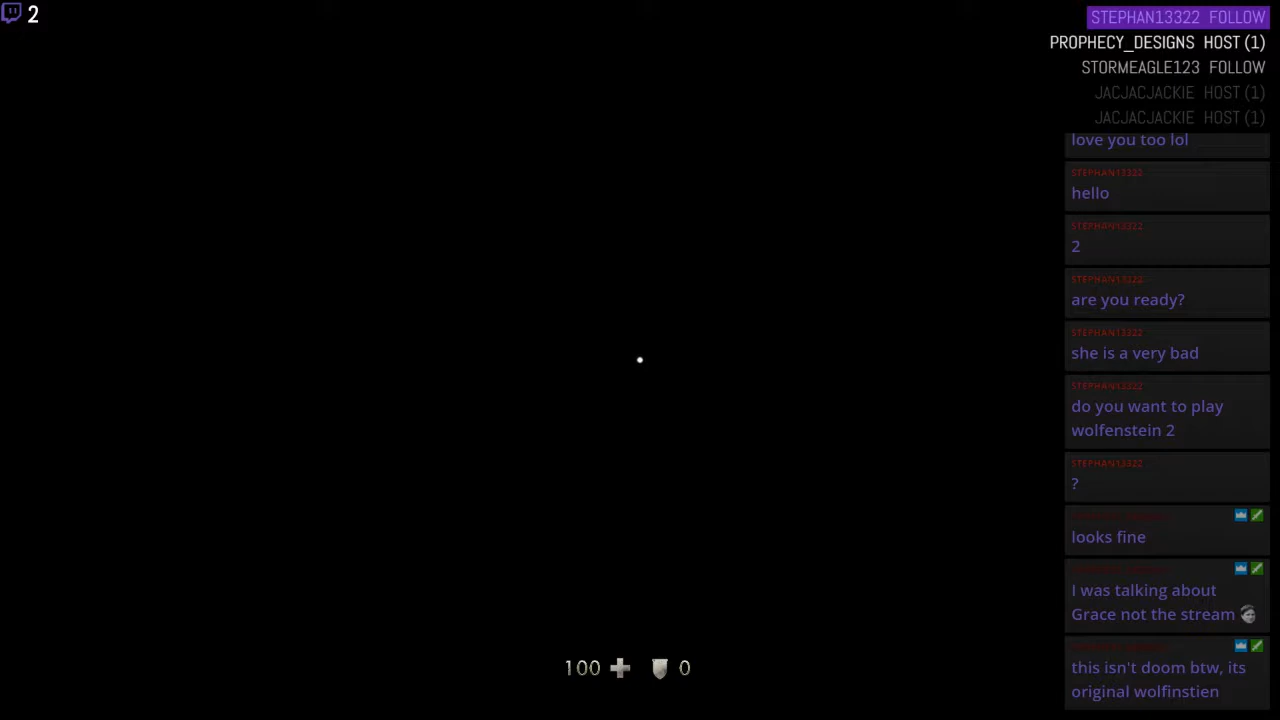 2
STEPHAN13322 FOLLOW
PROPHECY_DESIGNS HOST (1)
STORMEAGLE123 FOLLOW
JACJACJACKIE HOST (1)
JACJACJACKIE HOST (1)
love you too lol
STEPHAN13322
hello
STEPHAN13322
2
STEPHAN13322
are you ready?
STEPHAN13322
she is a very bad
STEPHAN13322
do you want to play
wolfenstein 2
STEPHAN13322
?
looks fine
I was talking about
Grace not the stream
this isn't doom btw, its
original wolfinstien
100 0